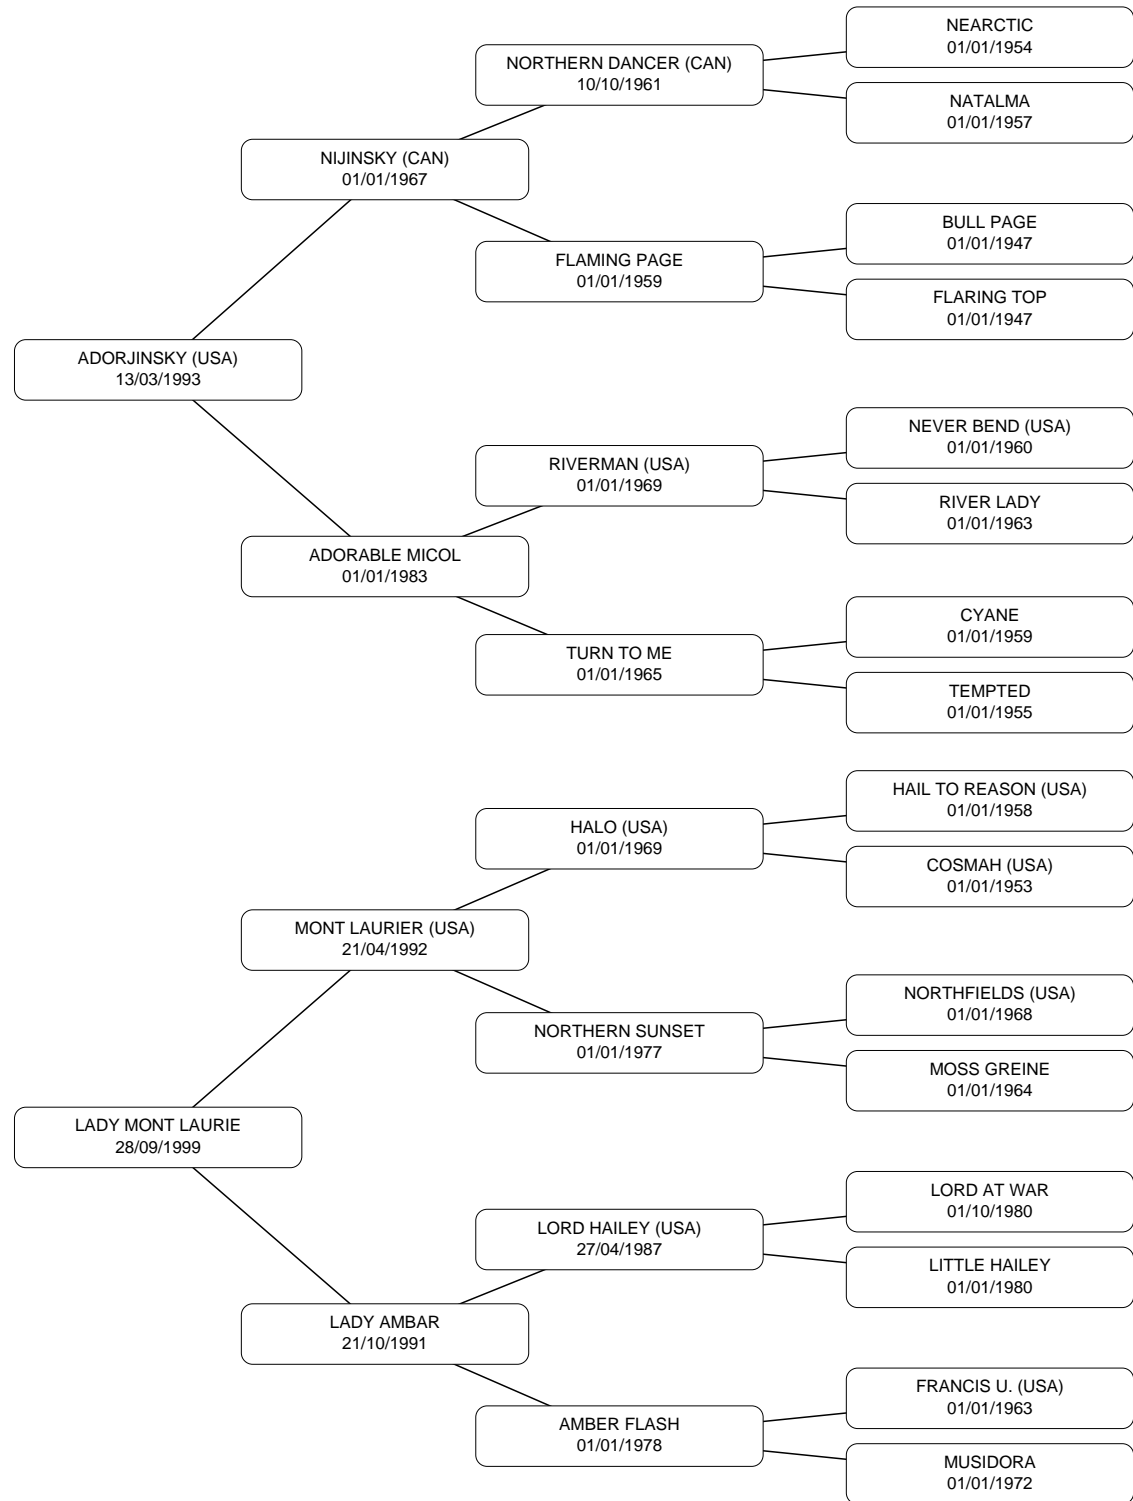 NEARCTIC
01/01/1954
NORTHERN DANCER (CAN)
10/10/1961
NATALMA
01/01/1957
NIJINSKY (CAN)
01/01/1967
BULL PAGE
01/01/1947
FLAMING PAGE
01/01/1959
FLARING TOP
01/01/1947
ADORJINSKY (USA)
13/03/1993
NEVER BEND (USA)
01/01/1960
RIVERMAN (USA)
01/01/1969
RIVER LADY
01/01/1963
ADORABLE MICOL
01/01/1983
CYANE
01/01/1959
TURN TO ME
01/01/1965
TEMPTED
01/01/1955
HAIL TO REASON (USA)
01/01/1958
HALO (USA)
01/01/1969
COSMAH (USA)
01/01/1953
MONT LAURIER (USA)
21/04/1992
NORTHFIELDS (USA)
01/01/1968
NORTHERN SUNSET
01/01/1977
MOSS GREINE
01/01/1964
LADY MONT LAURIE
28/09/1999
LORD AT WAR
01/10/1980
LORD HAILEY (USA)
27/04/1987
LITTLE HAILEY
01/01/1980
LADY AMBAR
21/10/1991
FRANCIS U. (USA)
01/01/1963
AMBER FLASH
01/01/1978
MUSIDORA
01/01/1972